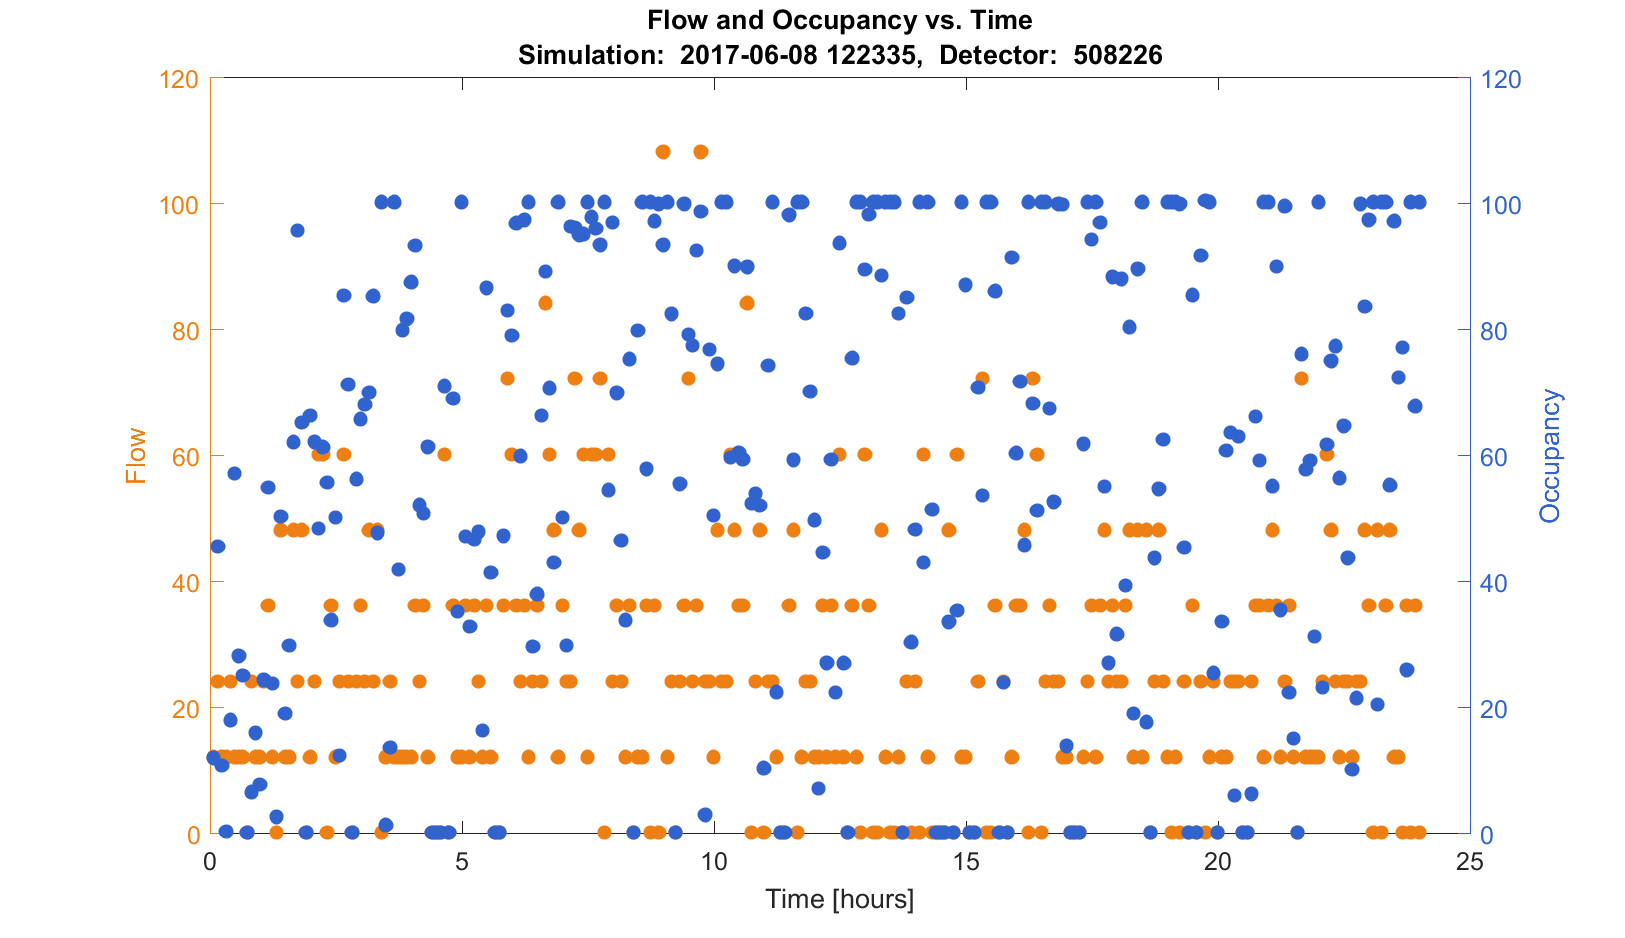 Flow and Occupancy vs. Time
Simulation:  2017-06-08 122335,  Detector:  508226
120
100
80
60
40
20
0
Flow
120
100
80
60
40
20
0
Occupancy
0 5 10 15 20 25
Time [hours]